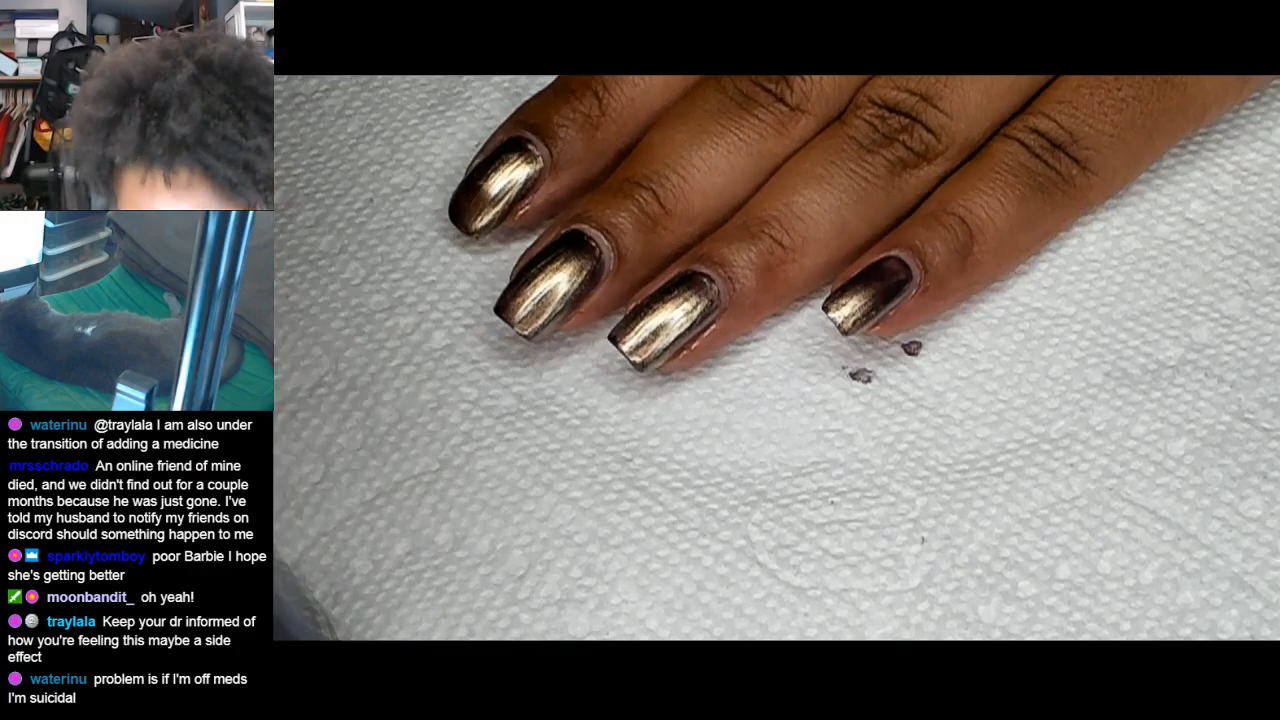 waterinu @traylala I am also under
the transition of adding a medicine
mrsschrado An online friend of mine
died, and we didn't find out for a couple
months because he was just gone. I've
told my husband to notify my friends on
discord should something happen to me
sparklytomboy poor Barbie I hope
she's getting better
moonbandit_ oh yeah!
traylala Keep your dr informed of
how you're feeling this maybe a side
effect
waterinu problem is if I'm off meds
I'm suicidal